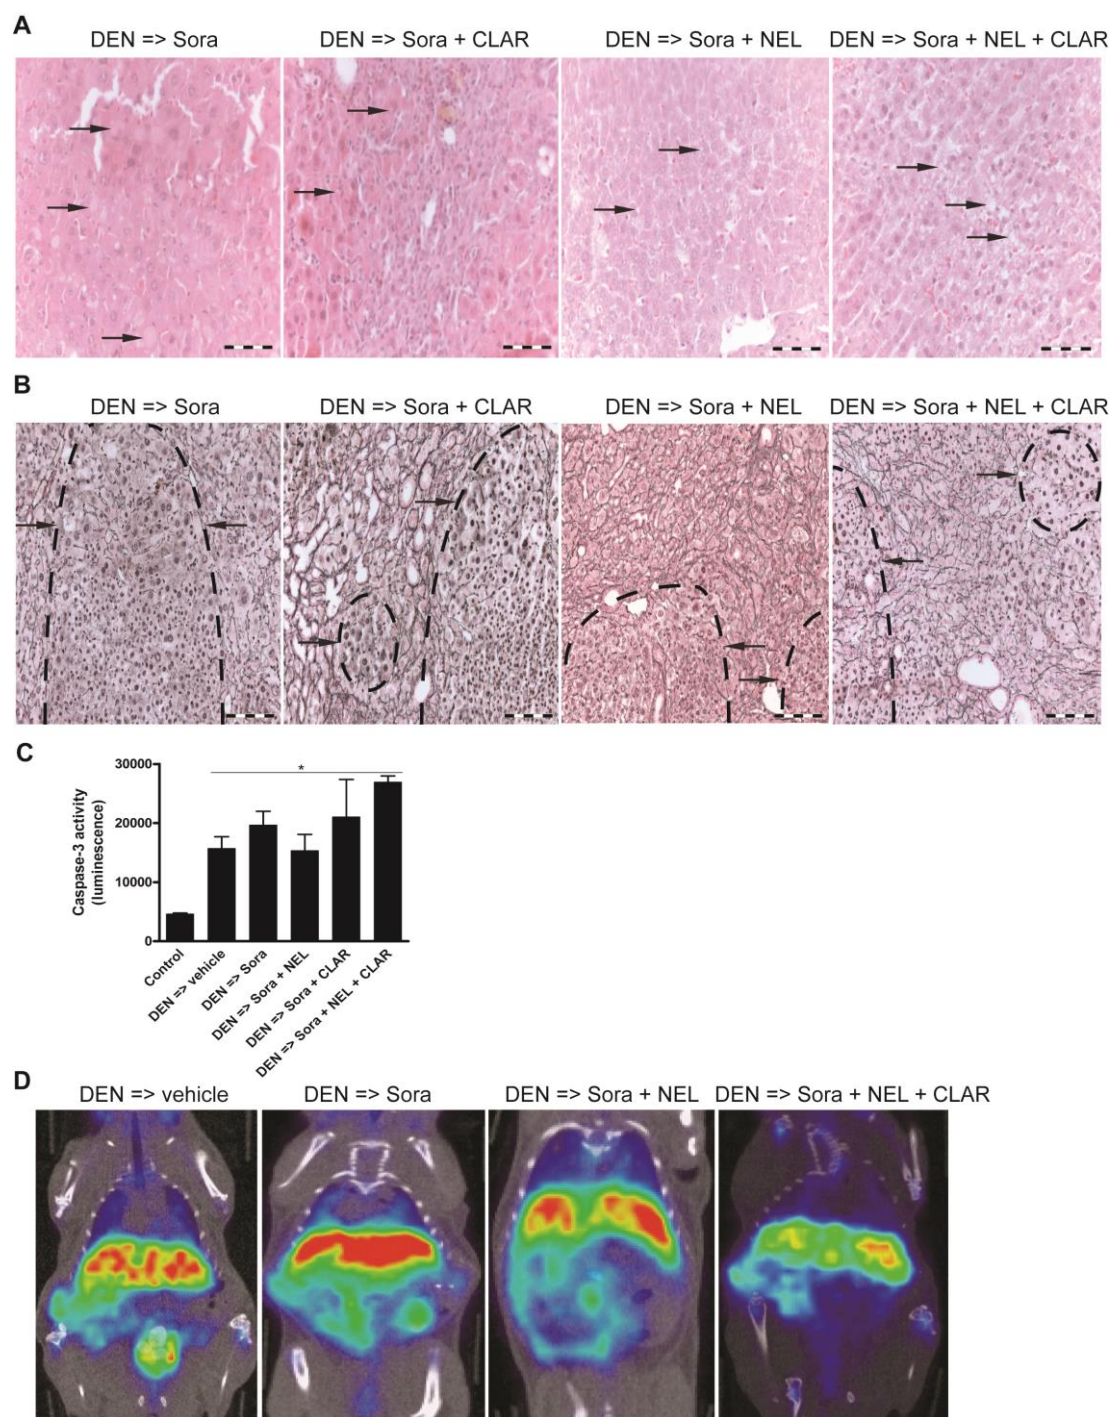 A
DEN => Sora
DEN => Sora + CLAR
DEN => Sora + NEL
DEN => Sora + NEL + CLAR
B
DEN => Sora
DEN => Sora + CLAR
DEN => Sora + NEL
DEN => Sora + NEL + CLAR
C
Caspase-3 activity
(luminescence)
30000
20000
10000
0
*
Control
DEN => vehicle
DEN => Sora
DEN => Sora + NEL
DEN => Sora + CLAR
DEN => Sora + NEL + CLAR
D
DEN => vehicle
DEN => Sora
DEN => Sora + NEL
DEN => Sora + NEL + CLAR